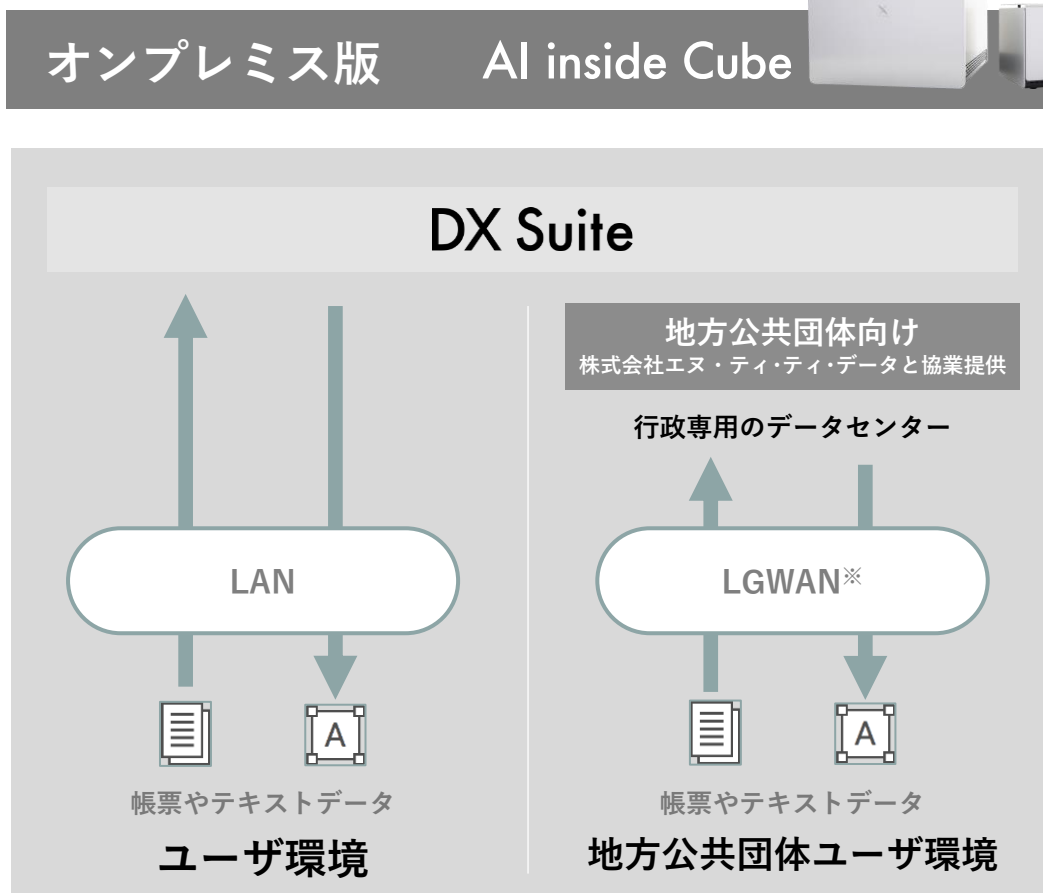 オンプレミス版 AI inside Cube
DX Suite
LAN
A
帳票やテキストデータ
ユーザ環境
地方公共団体向け
株式会社エヌ・ティ・ティ・データと協業提供
行政専用のデータセンター
LGWAN※
A
帳票やテキストデータ
地方公共団体ユーザ環境